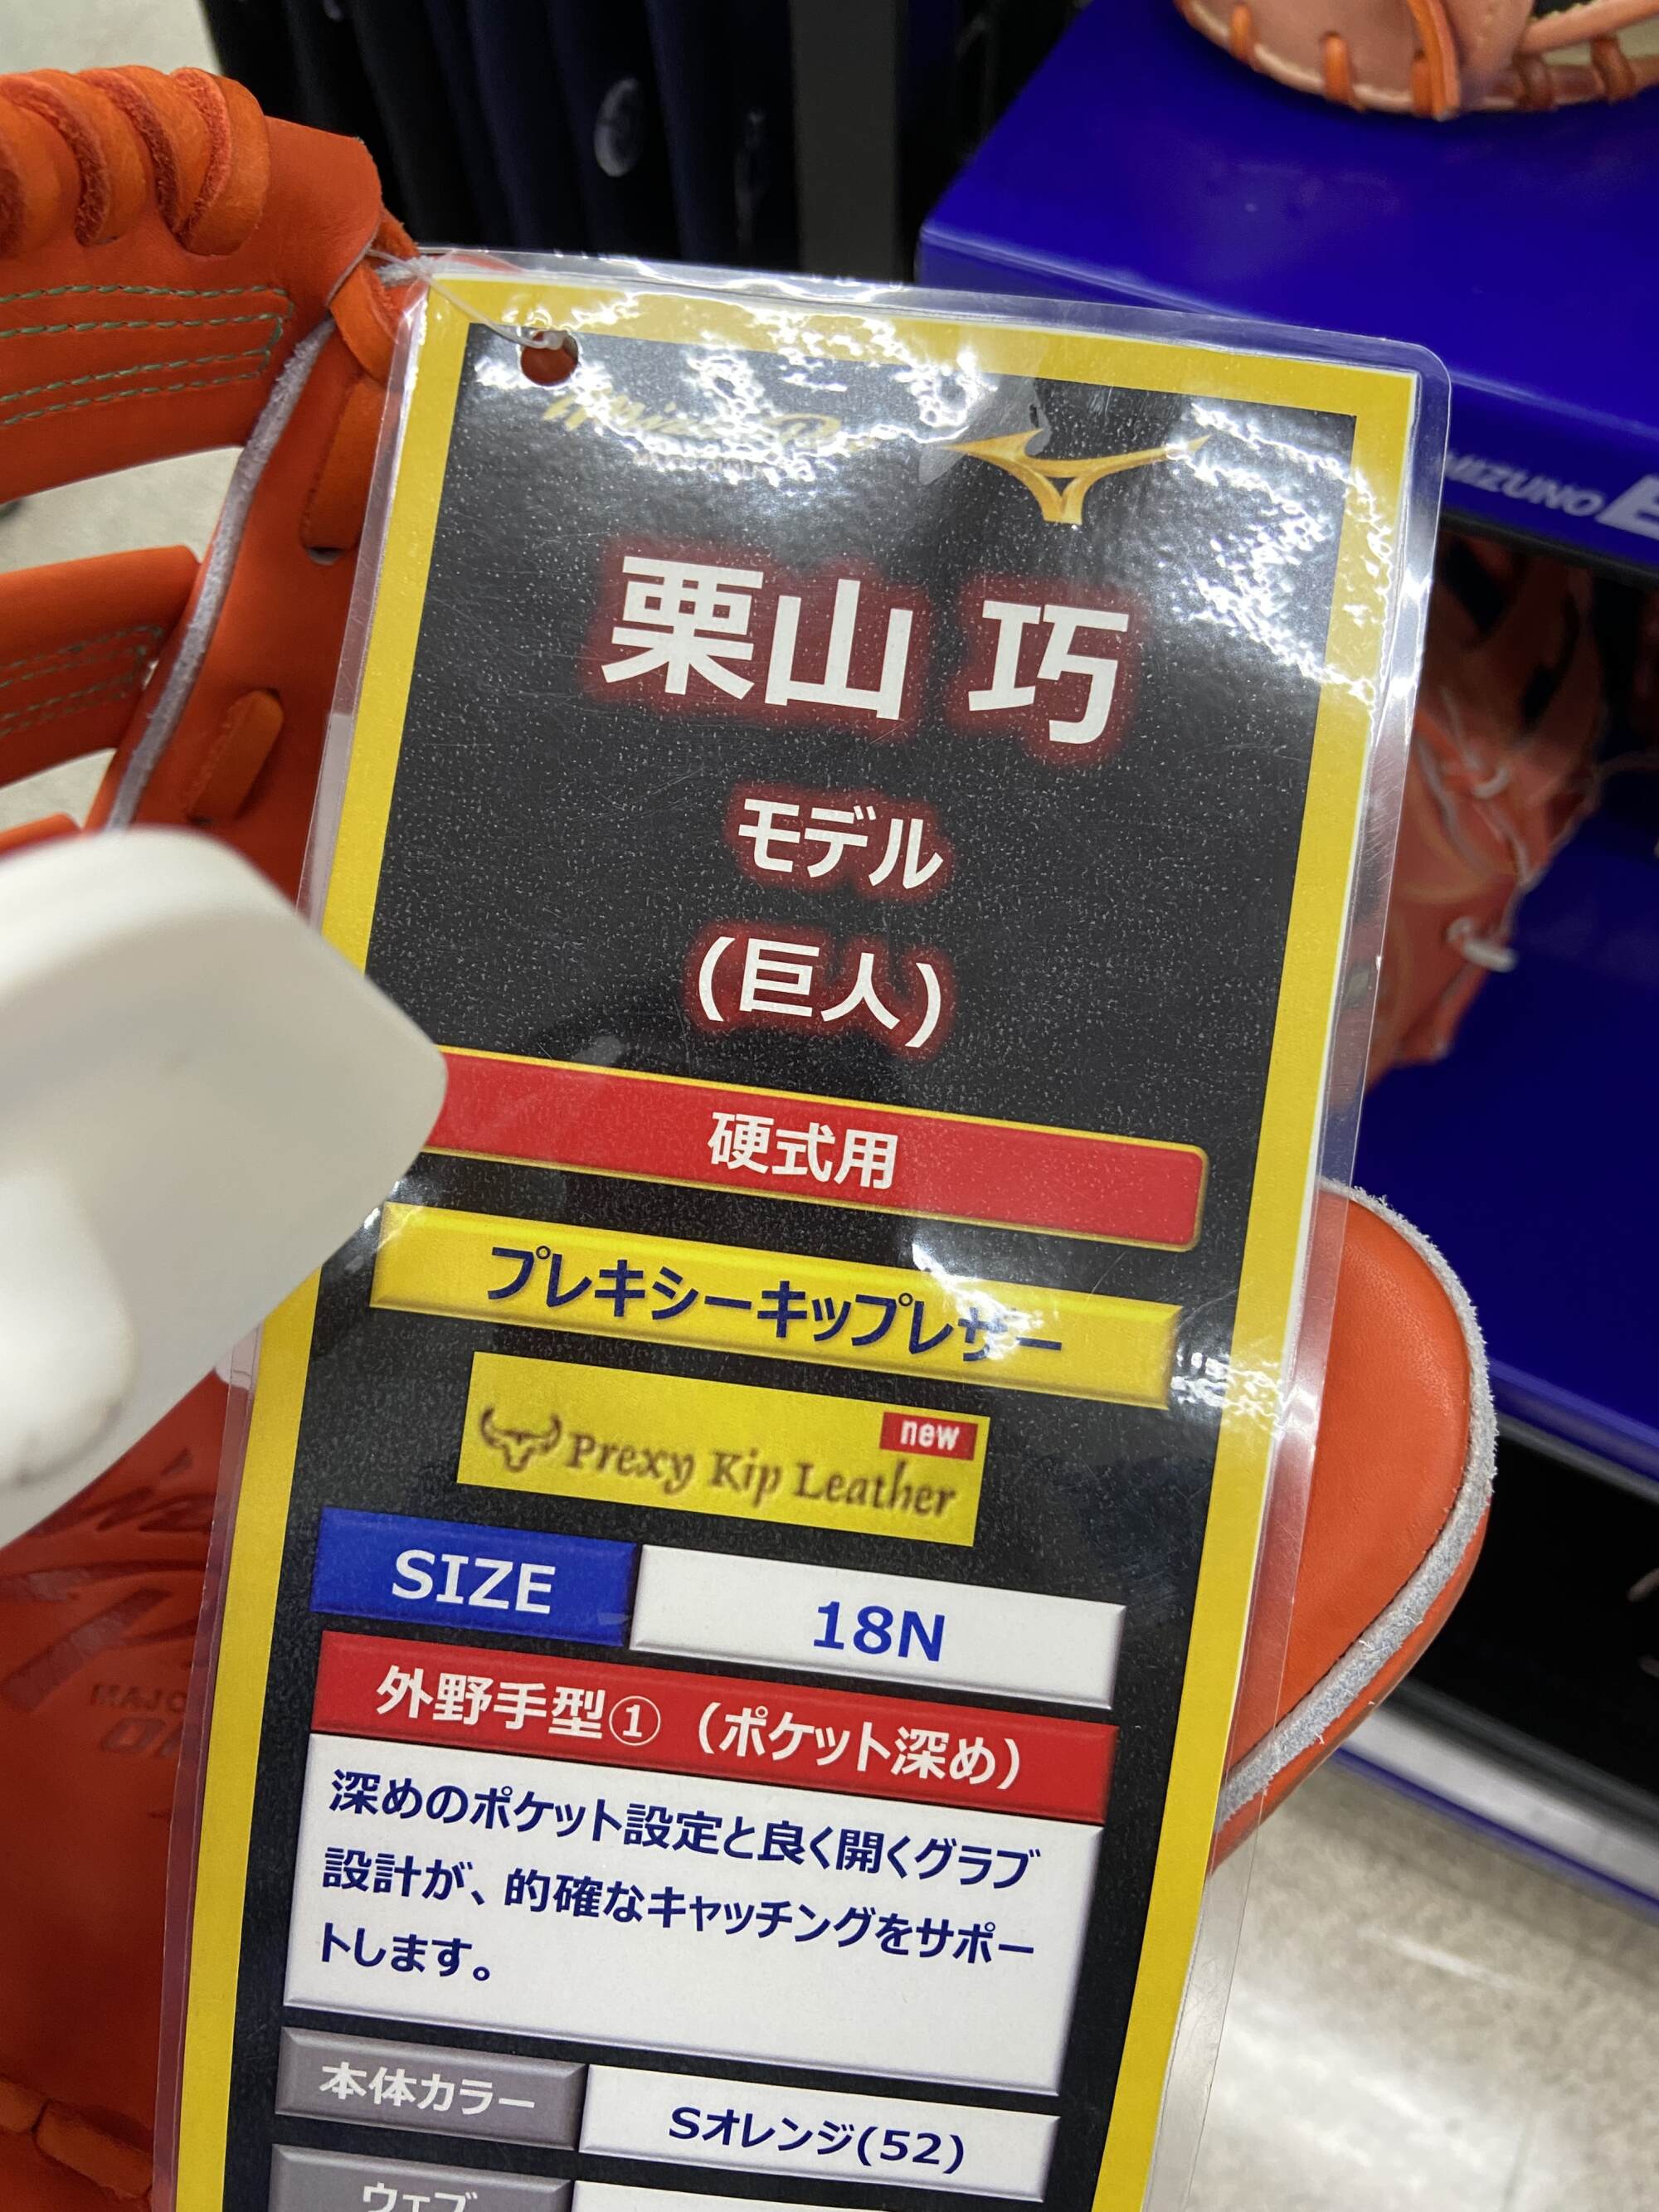 MIZUNO
栗山 巧
モデル
(巨人)
硬式用
プレキシーキップレザー
new
Prexy Kip Leather
SIZE 18N
外野手型①（ポケット深め）
深めのポケット設定と良く開くグラブ
設計が、的確なキャッチングをサポー
トします。
本体カラー Sオレンジ(52)
ウェブ